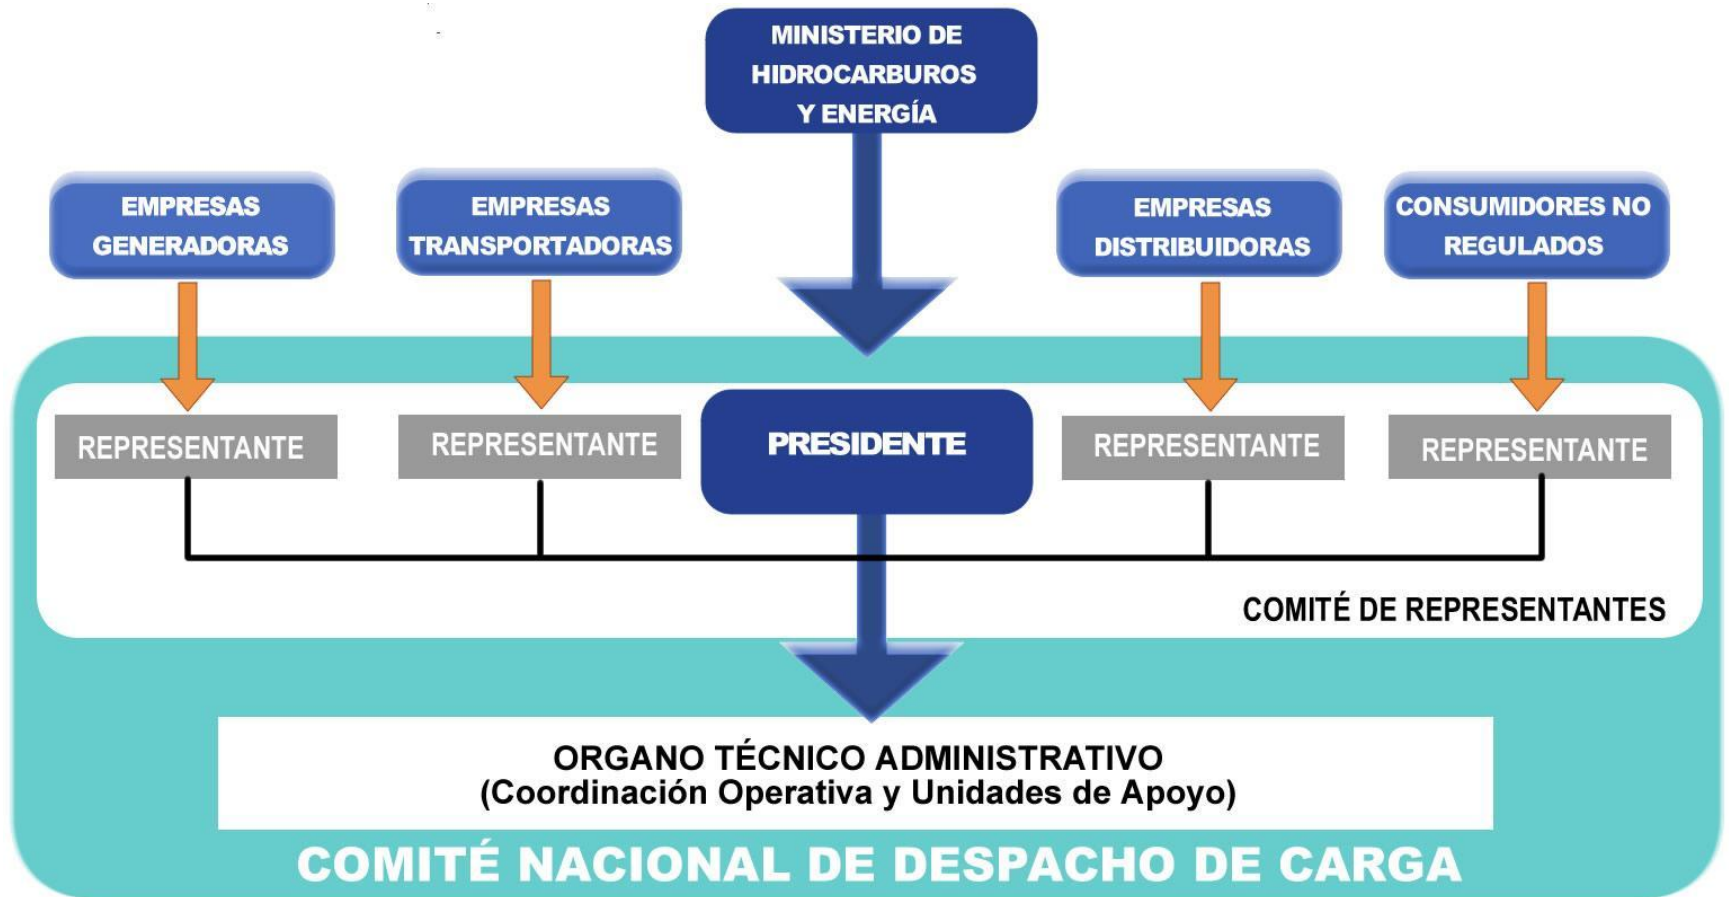 MINISTERIO DE
HIDROCARBUROS
Y ENERGÍA
EMPRESAS
GENERADORAS
EMPRESAS
TRANSPORTADORAS
EMPRESAS
DISTRIBUIDORAS
CONSUMIDORES NO
REGULADOS
REPRESENTANTE
REPRESENTANTE
PRESIDENTE
REPRESENTANTE
REPRESENTANTE
COMITÉ DE REPRESENTANTES
ORGANO TÉCNICO ADMINISTRATIVO
(Coordinación Operativa y Unidades de Apoyo)
COMITÉ NACIONAL DE DESPACHO DE CARGA